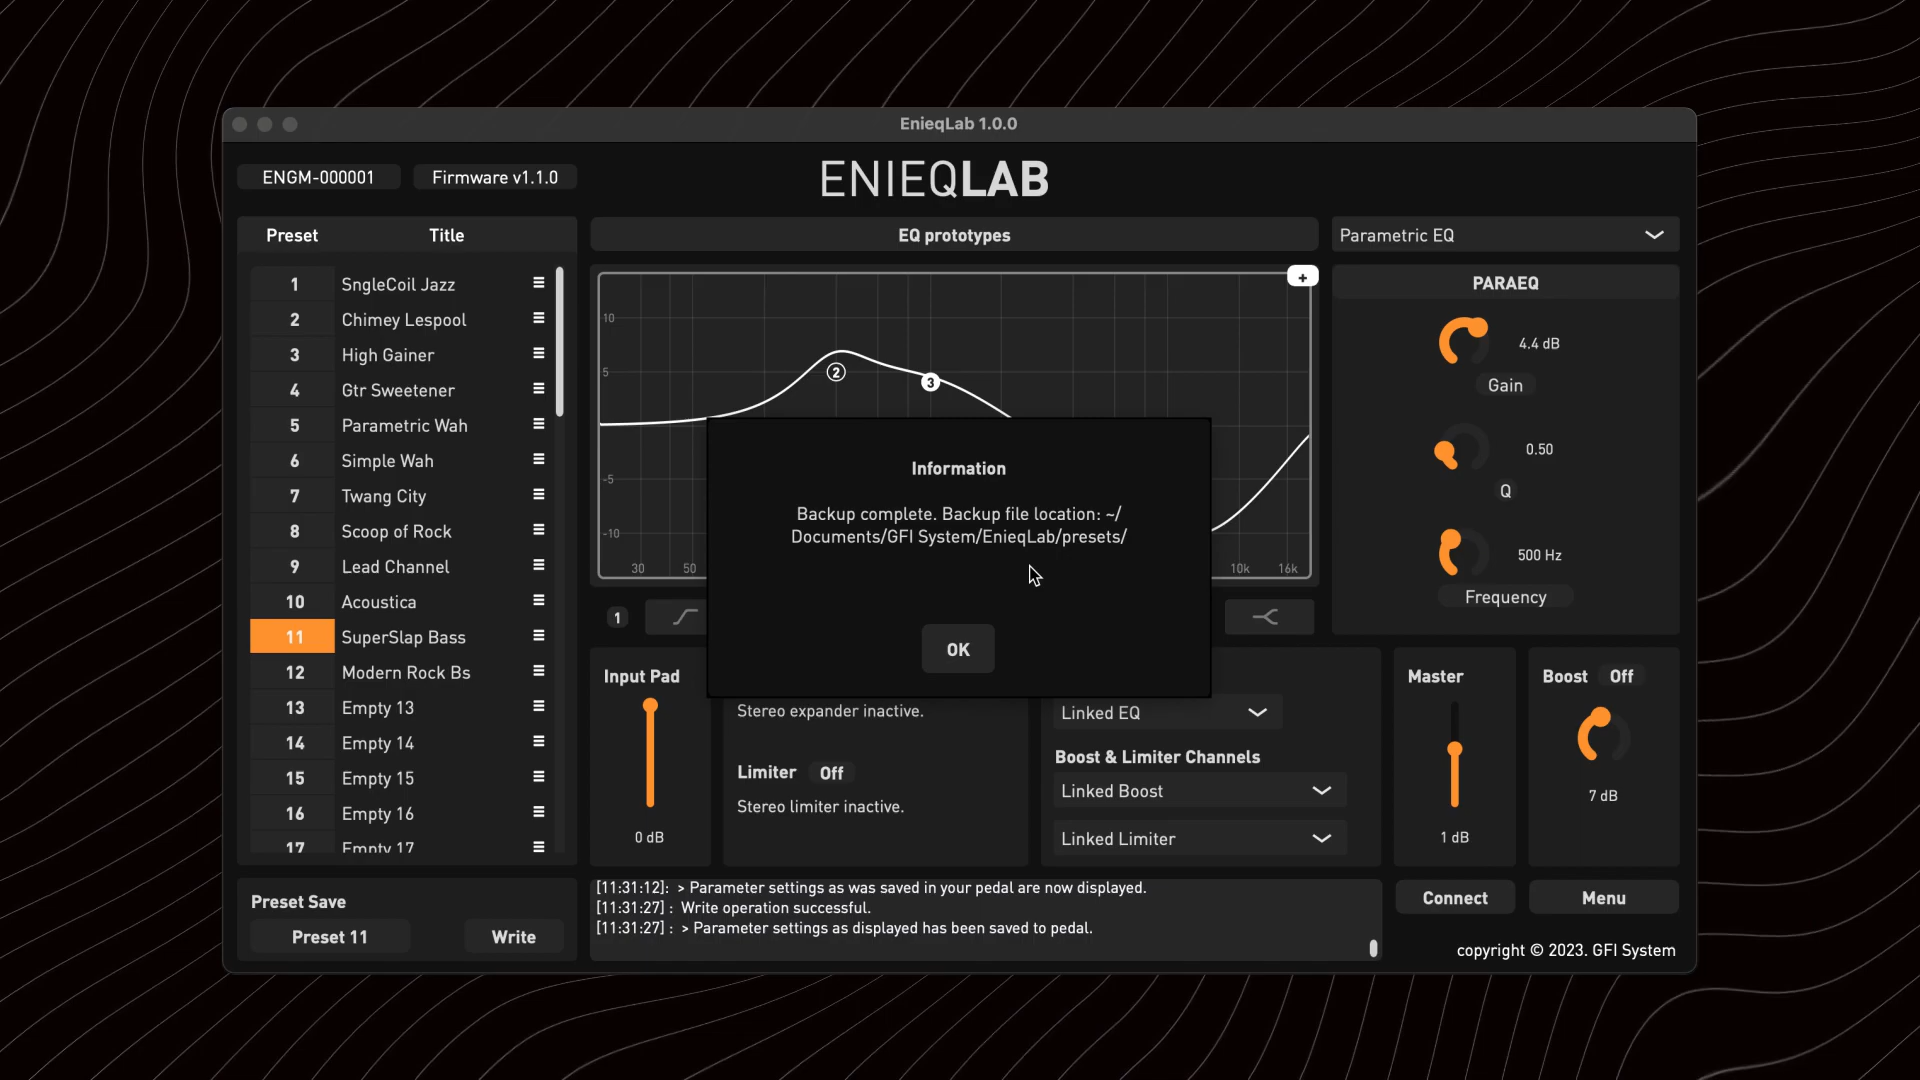 EnieqLab 1.0.0
ENGM-000001
Firmware v1.1.0
ENIEQLAB
Preset Title
1 SngleCoil Jazz
2 Chimey Lespool
3 High Gainer
4 Gtr Sweetener
5 Parametric Wah
6 Simple Wah
7 Twang City
8 Scoop of Rock
9 Lead Channel
10 Acoustica
11 SuperSlap Bass
12 Modern Rock Bs
13 Empty 13
14 Empty 14
15 Empty 15
16 Empty 16
17 Empty 17
Preset Save
Preset 11
Write
EQ prototypes
+
10
5
-5
-10
2
3
30 50 10k 16k
1
Information
Backup complete. Backup file location: ~/
Documents/GFI System/EnieqLab/presets/
OK
Parametric EQ
PARAEQ
4.4 dB
Gain
0.50
Q
500 Hz
Frequency
Input Pad
0 dB
Stereo expander inactive.
Limiter Off
Stereo limiter inactive.
Linked EQ
Boost & Limiter Channels
Linked Boost
Linked Limiter
Master
1 dB
Boost Off
7 dB
[11:31:12]: > Parameter settings as was saved in your pedal are now displayed.
[11:31:27] : Write operation successful.
[11:31:27] : > Parameter settings as displayed has been saved to pedal.
Connect
Menu
copyright © 2023. GFI System